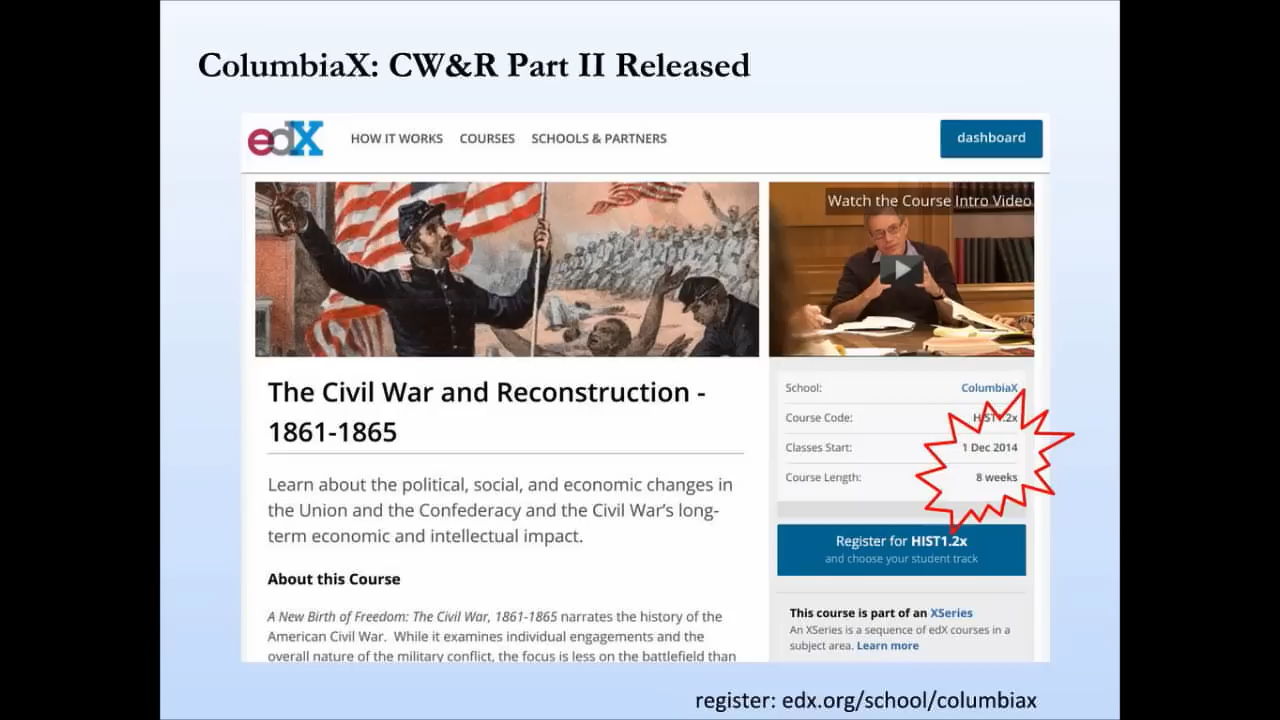 ColumbiaX: CW&R Part II Released
edX
HOW IT WORKS COURSES SCHOOLS & PARTNERS
dashboard
Watch the Course Intro Video
The Civil War and Reconstruction -
1861-1865
Learn about the political, social, and economic changes in
the Union and the Confederacy and the Civil War’s long-
term economic and intellectual impact.
About this Course
A New Birth of Freedom: The Civil War, 1861-1865 narrates the history of the
American Civil War. While it examines individual engagements and the
overall nature of the military conflict, the focus is less on the battlefield than
School: ColumbiaX
Course Code: HIST1.2x
Classes Start: 1 Dec 2014
Course Length: 8 weeks
Register for HIST1.2x
and choose your student track
This course is part of an XSeries
An XSeries is a sequence of edX courses in a
subject area. Learn more
register: edx.org/school/columbiax